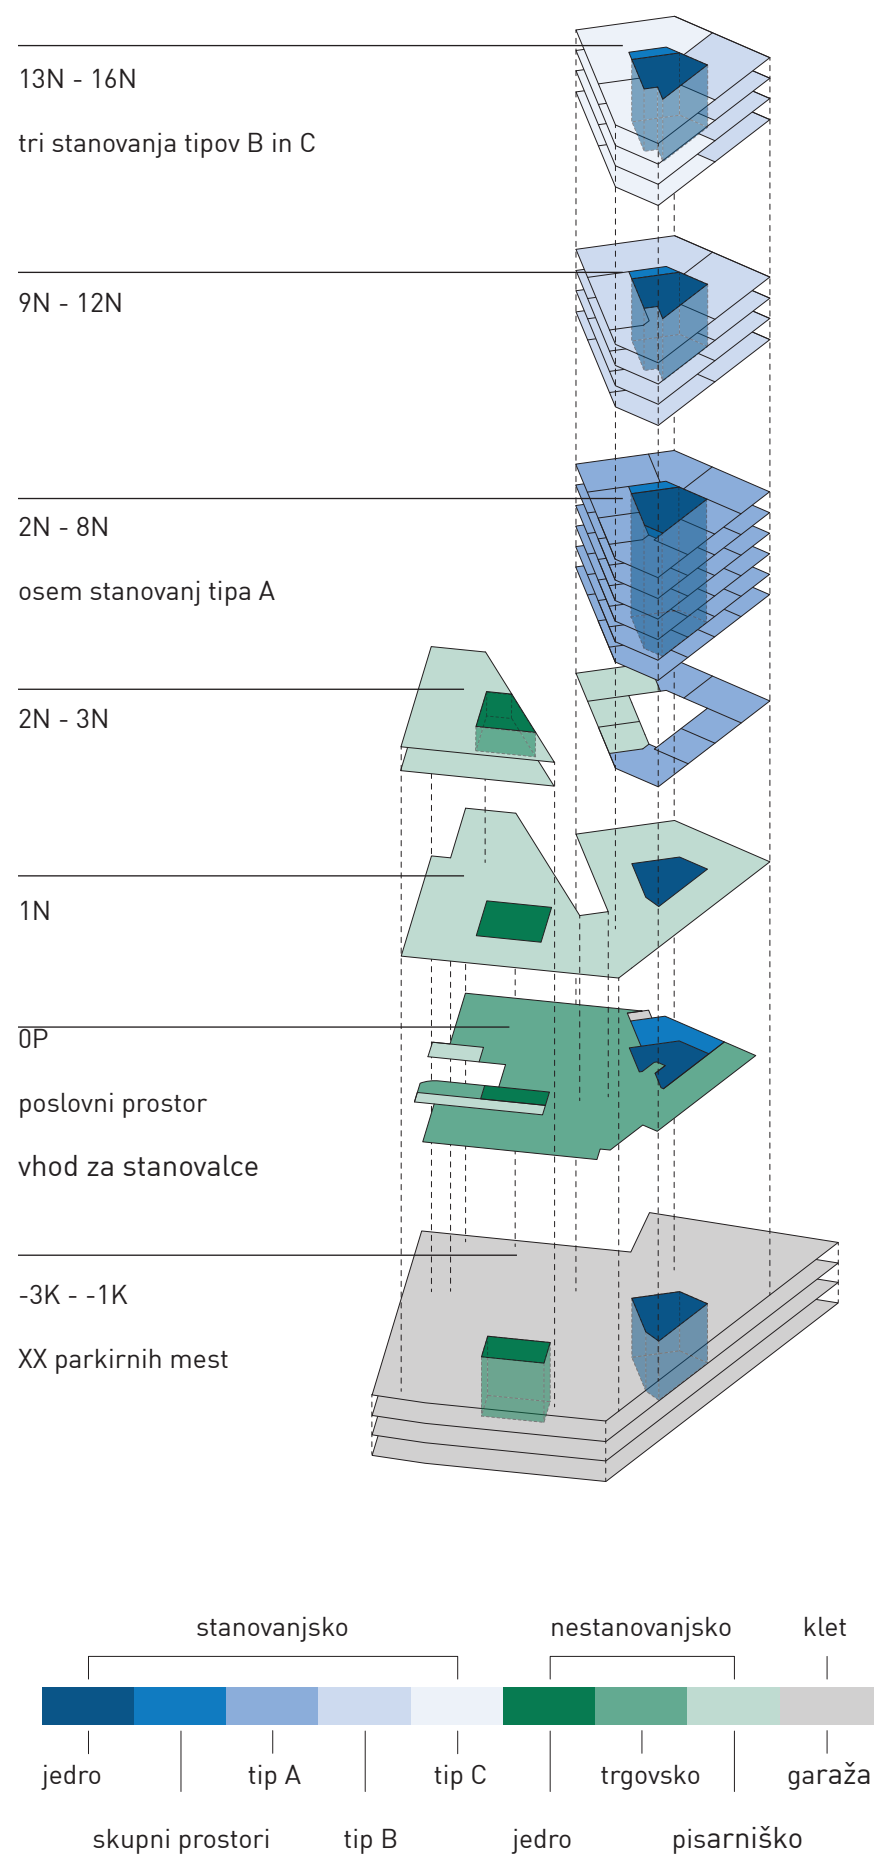 13N - 16N
tri stanovanja tipov B in C
9N - 12N
2N - 8N
osem stanovanj tipa A
2N - 3N
1N
0P
poslovni prostor
vhod za stanovalce
-3K - -1K
XX parkirnih mest
stanovanjsko nestanovanjsko klet
jedro tip A tip C trgovsko garaža
skupni prostori tip B jedro pisarniško